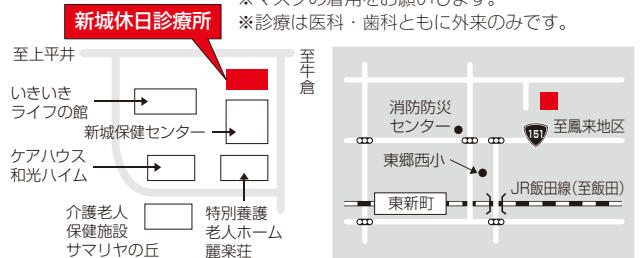 ※マスクの着用をお願いします。
※診療は医科・歯科ともに外来のみです。
新城休日診療所
至上平井
至牛倉
いきいき
ライフの館
新城保健センター
ケアハウス
和光ハイム
介護老人
保健施設
サマリヤの丘
特別養護
老人ホーム
麗楽荘
消防防災
センター
151
至鳳来地区
東郷西小
JR飯田線(至飯田)
東新町